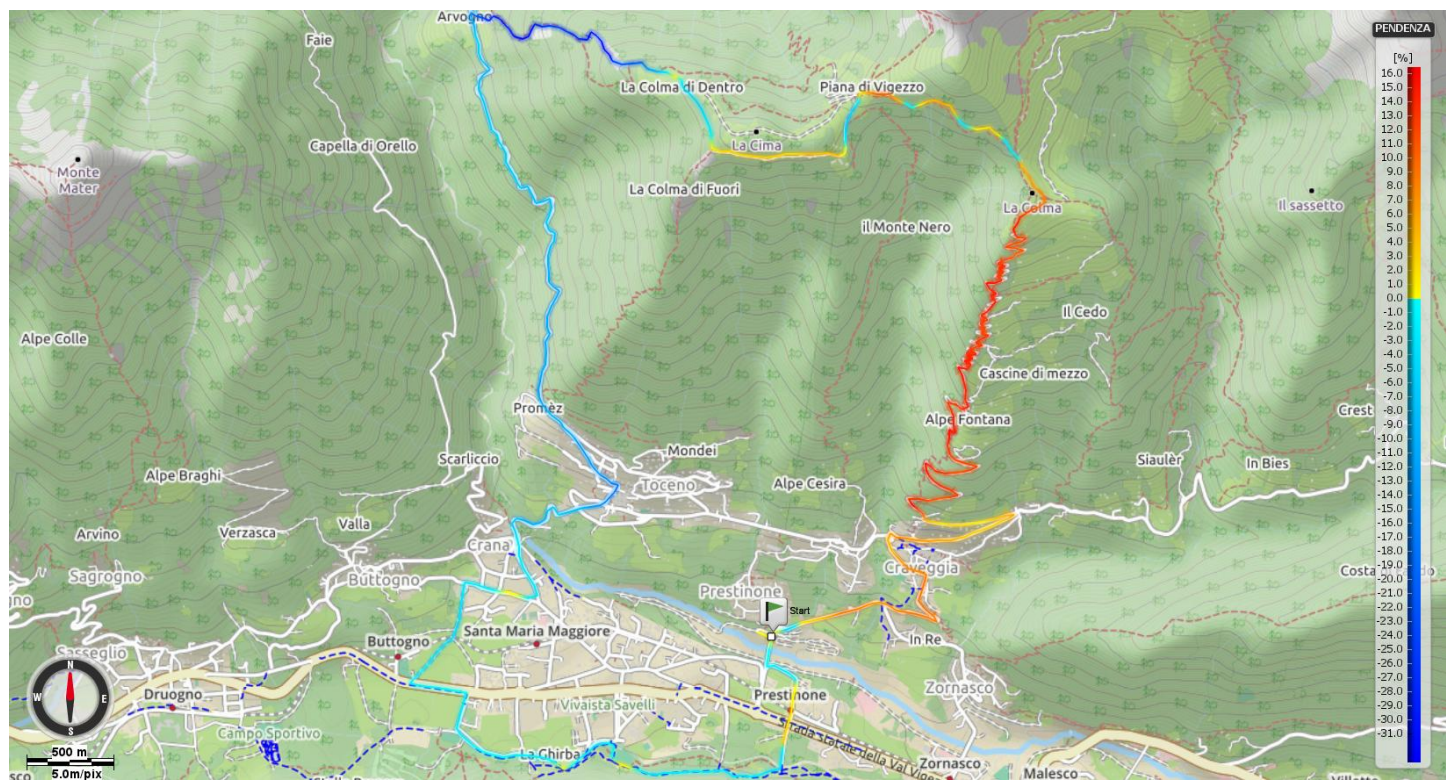 Arvogno
PENDENZA
Faie
[%]
16.0
15.0
14.0
13.0
12.0
11.0
10.0
9.0
8.0
7.0
6.0
5.0
4.0
3.0
2.0
1.0
0.0
-1.0
-2.0
-3.0
-4.0
-5.0
-6.0
-7.0
-8.0
-9.0
-10.0
-11.0
-12.0
-13.0
-14.0
-15.0
-16.0
-17.0
-18.0
-19.0
-20.0
-21.0
-22.0
-23.0
-24.0
-25.0
-26.0
-27.0
-28.0
-29.0
-30.0
-31.0
La Colma di Dentro
Piana di Vigezzo
Capella di Orello
La Cima
Monte
Mater
La Colma di Fuori
La Colma
Il sassetto
il Monte Nero
Il Cedo
Alpe Colle
Cascine di mezzo
Promèz
Crest
Alpe Fontana
Mondei
Scarliccio
Siaulèr
In Bies
Alpe Braghi
Toceno
Alpe Cesira
Valla
Verzasca
Arvino
Crana
Craveggia
Sagrogno
Buttogno
Costa
gno
Prestinone
Start
Santa Maria Maggiore
Buttogno
In Re
Sasseglio
N
W
E
S
Druogno
Prestinone
Zornasco
Vivaista Savelli
Campo Sportivo
500 m
5.0m/pix
La Ghirba
rada statale della Val Vige
Zornasco
Malesco
sco